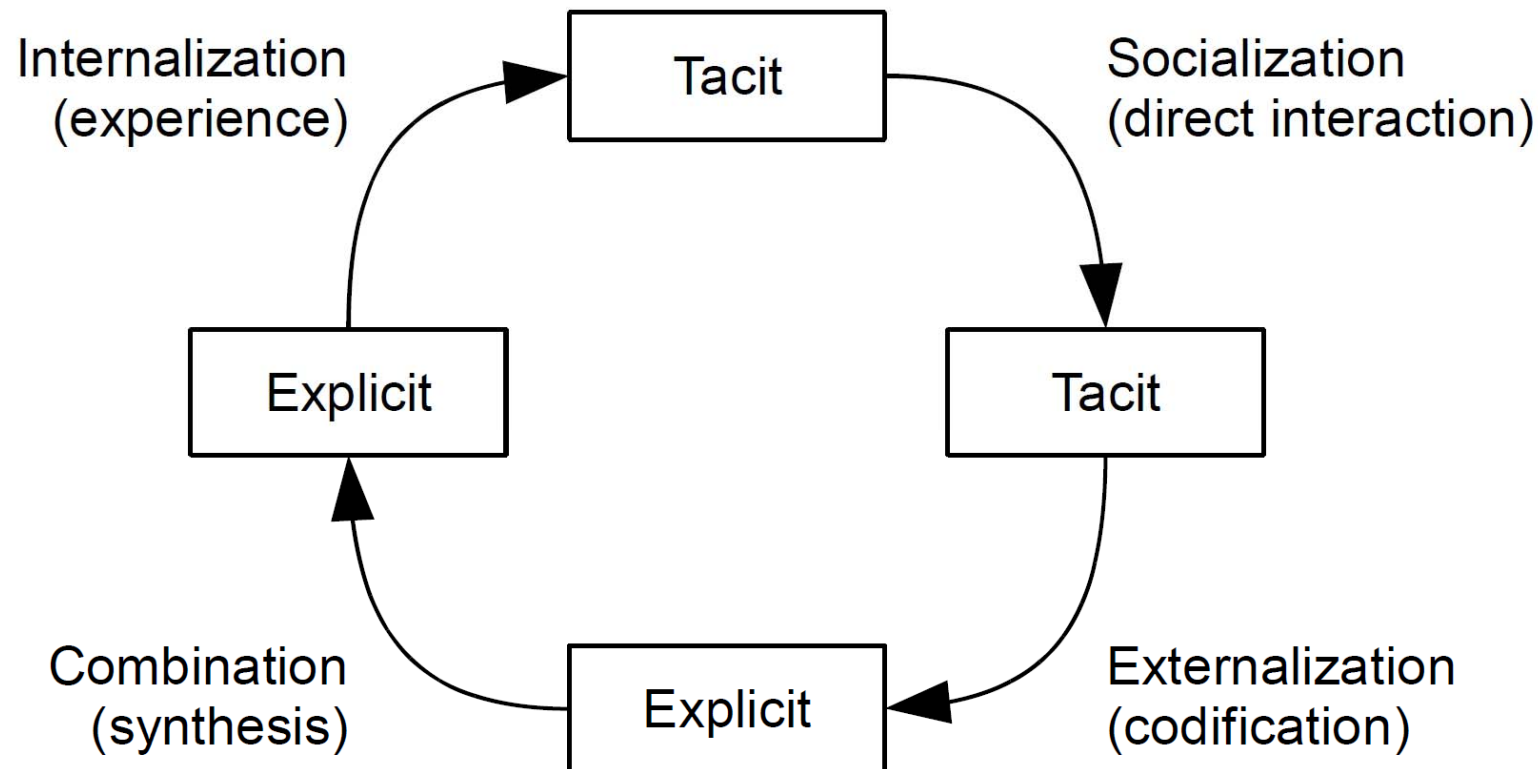 Internalization
(experience)
Tacit
Socialization
(direct interaction)
Explicit
Tacit
Combination
(synthesis)
Explicit
Externalization
(codification)